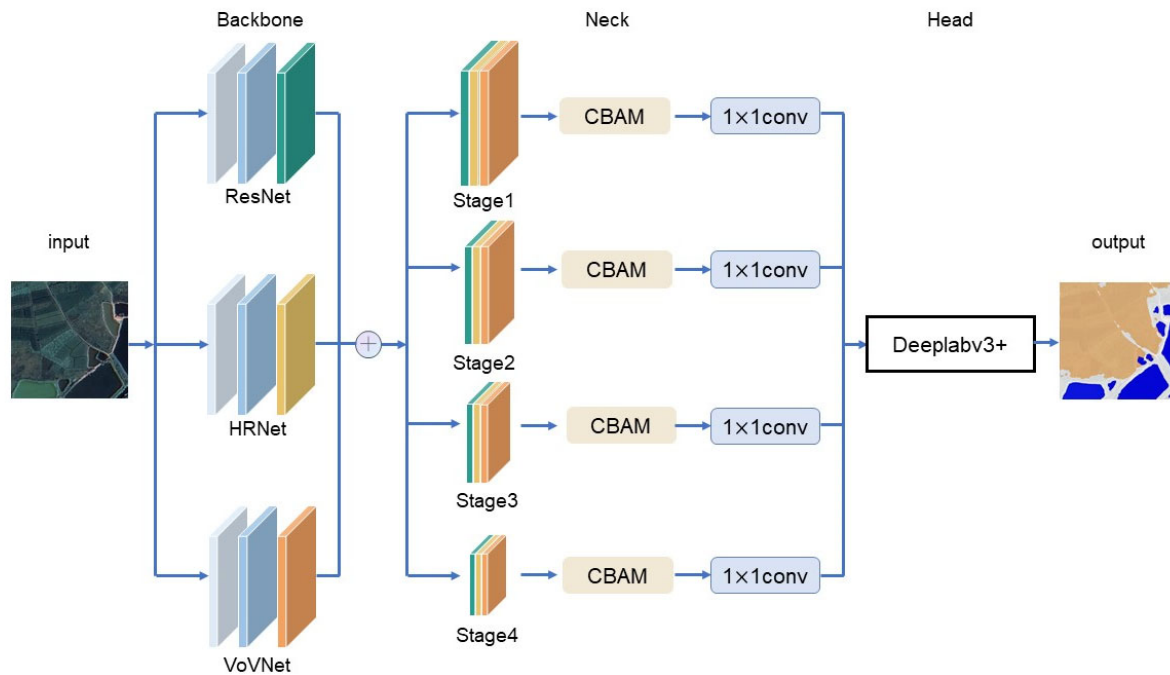 Backbone
Neck
Head
input
ResNet
HRNet
VoVNet
Stage1
CBAM
1×1conv
Stage2
CBAM
1×1conv
Stage3
CBAM
1×1conv
Stage4
CBAM
1×1conv
Deeplabv3+
output